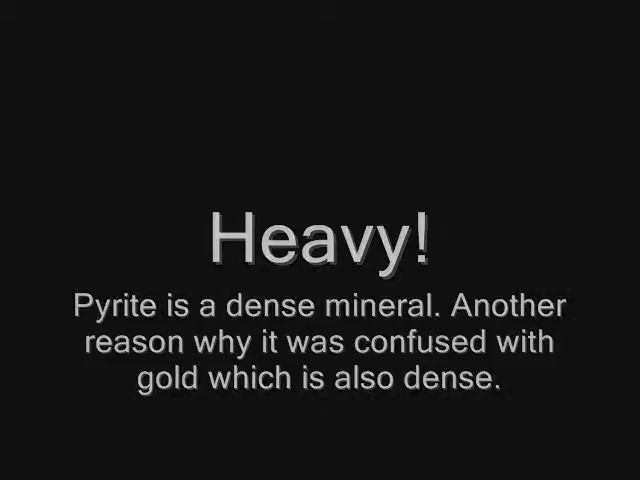 Heavy!
Pyrite is a dense mineral. Another
reason why it was confused with
gold which is also dense.